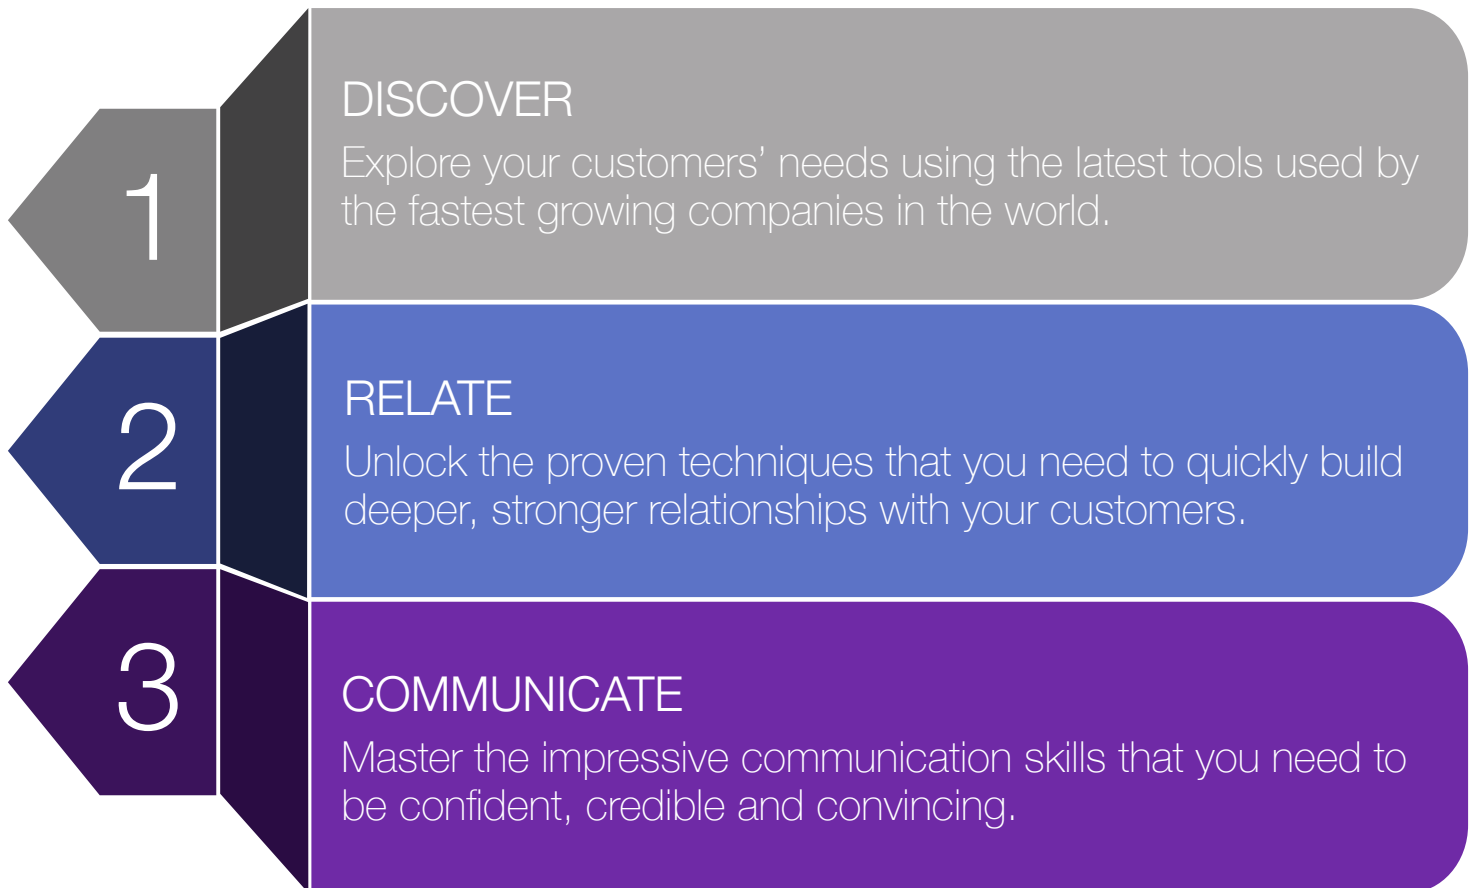 1
DISCOVER
Explore your customers’ needs using the latest tools used by
the fastest growing companies in the world.
2
RELATE
Unlock the proven techniques that you need to quickly build
deeper, stronger relationships with your customers.
3
COMMUNICATE
Master the impressive communication skills that you need to
be confident, credible and convincing.